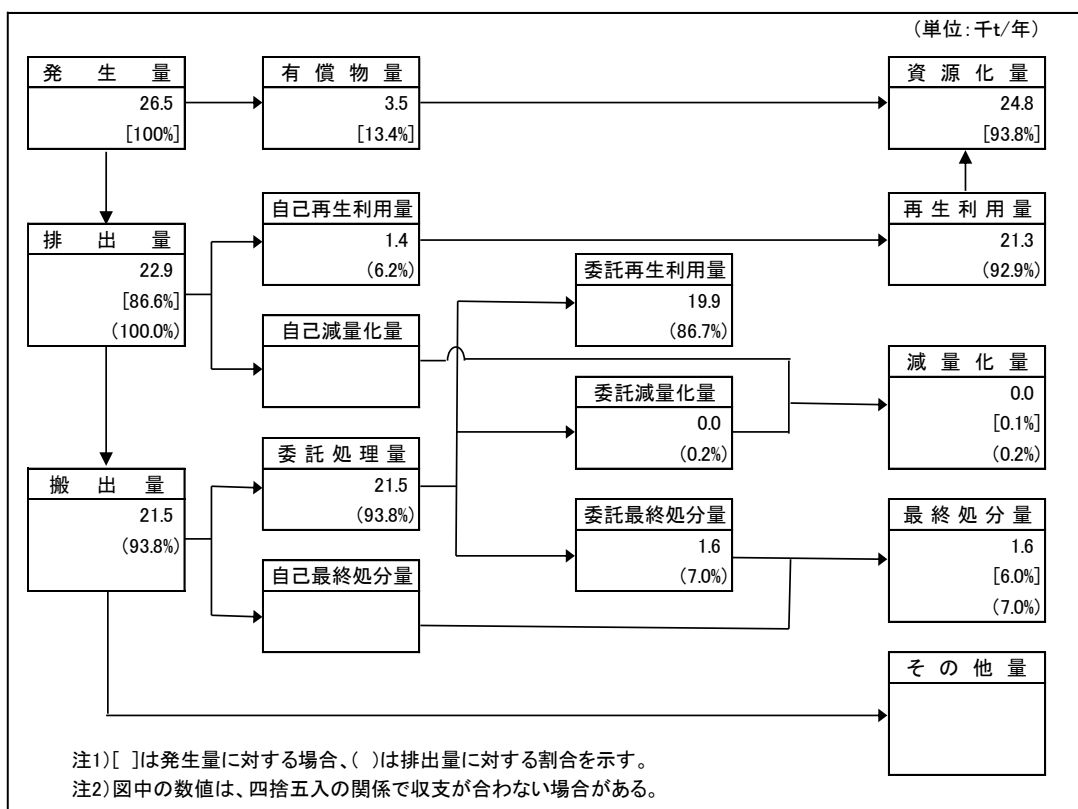 (単位:千t/年)
発生量
26.5
[100%]
有償物量
3.5
[13.4%]
資源化量
24.8
[93.8%]
排出量
22.9
[86.6%]
(100.0%)
自己再生利用量
1.4
(6.2%)
再生利用量
21.3
(92.9%)
委託再生利用量
19.9
(86.7%)
自己減量化量
委託減量化量
0.0
(0.2%)
減量化量
0.0
[0.1%]
(0.2%)
搬出量
21.5
(93.8%)
委託処理量
21.5
(93.8%)
委託最終処分量
1.6
(7.0%)
最終処分量
1.6
[6.0%]
(7.0%)
自己最終処分量
その他量
注1)[ ]は発生量に対する場合、( )は排出量に対する割合を示す。
注2)図中の数値は、四捨五入の関係で収支が合わない場合がある。